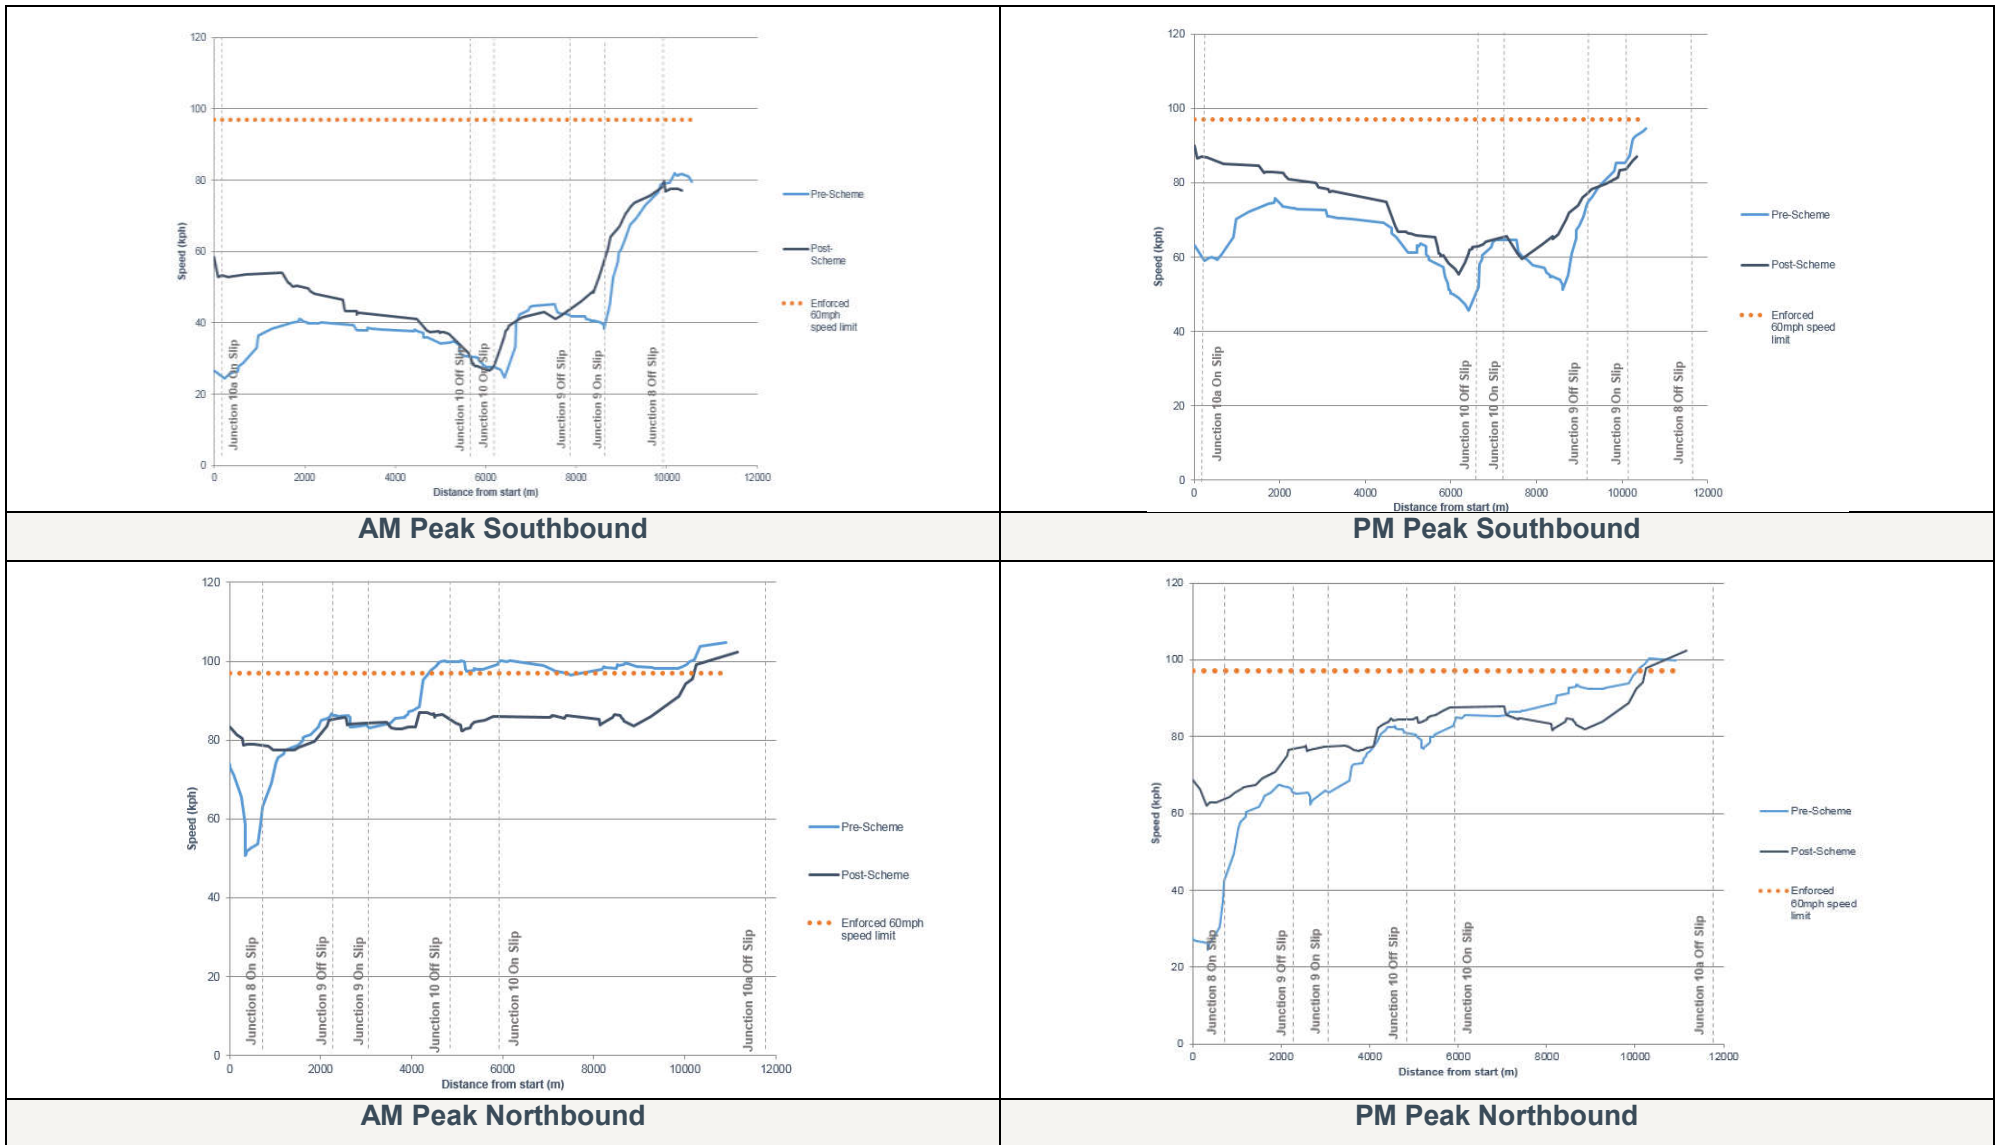 120
100
80
60
40
20
0
Speed (kph)
0 2000 4000 6000 8000 10000 12000
Distance from start (m)
Junction 10a On Slip
Junction 10 Off Slip
Junction 10 On Slip
Junction 9 Off Slip
Junction 9 On Slip
Junction 8 Off Slip
Pre-Scheme
Post-
Scheme
Enforced
60mph
speed limit
120
100
80
60
40
20
0
Speed (kph)
0 2000 4000 6000 8000 10000 12000
Distance from start (m)
Junction 10a On Slip
Junction 10 Off Slip
Junction 10 On Slip
Junction 9 Off Slip
Junction 9 On Slip
Junction 8 Off Slip
Pre-Scheme
Post-Scheme
Enforced
60mph speed
limit
AM Peak Southbound
PM Peak Southbound
120
100
80
60
40
20
0
Speed (kph)
0 2000 4000 6000 8000 10000 12000
Distance from start (m)
Junction 8 On Slip
Junction 9 Off Slip
Junction 9 On Slip
Junction 10 Off Slip
Junction 10 On Slip
Junction 10a Off Slip
Pre-Scheme
Post-Scheme
Enforced 60mph
speed limit
120
100
80
60
40
20
0
Speed (kph)
0 2000 4000 6000 8000 10000 12000
Distance from start (m)
Junction 8 On Slip
Junction 9 Off Slip
Junction 9 On Slip
Junction 10 Off Slip
Junction 10 On Slip
Junction 10a Off Slip
Pre-Scheme
Post-Scheme
Enforced
60mph speed
limit
AM Peak Northbound
PM Peak Northbound